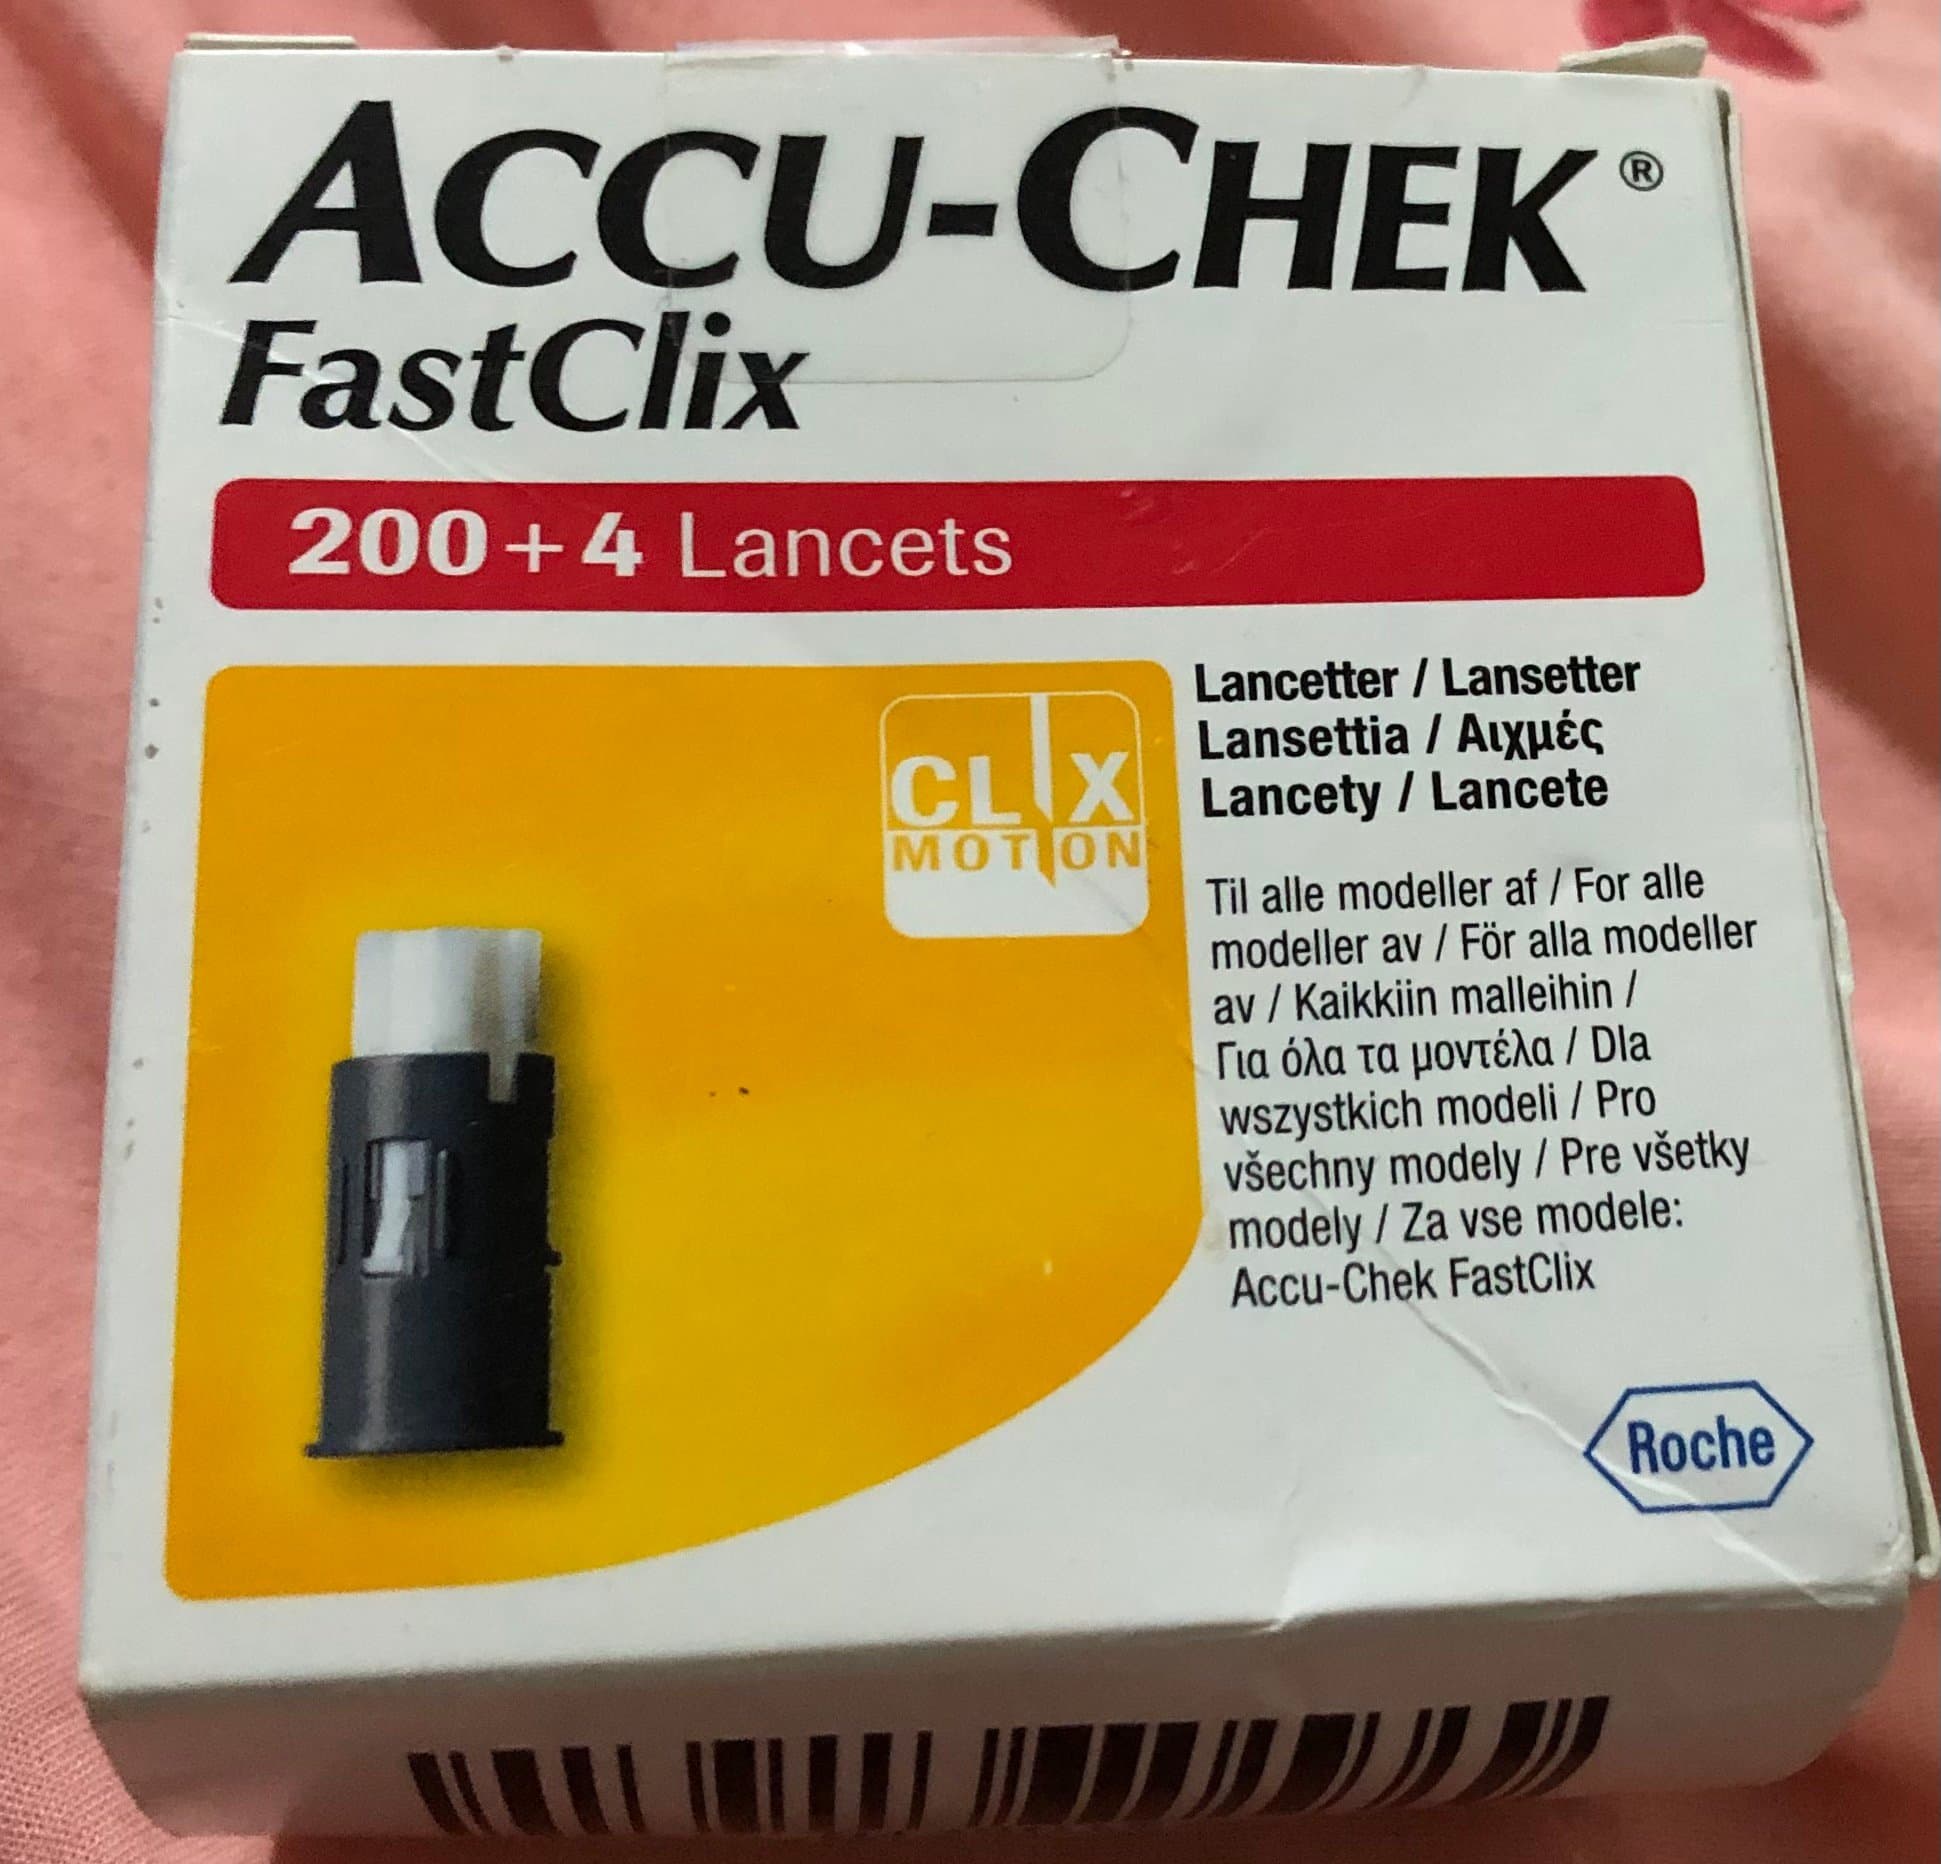 ACCU-CHEK®
FastClix
200+4 Lancets
CLIX
MOTION
Lancetter / Lansetter
Lansettia / Αιχμές
Lancety / Lancete
Til alle modeller af / For alle
modeller av / För alla modeller
av / Kaikkiin malleihin /
Για όλα τα μοντέλα / Dla
wszystkich modeli / Pro
všechny modely / Pre všetky
modely / Za vse modele:
Accu-Chek FastClix
Roche